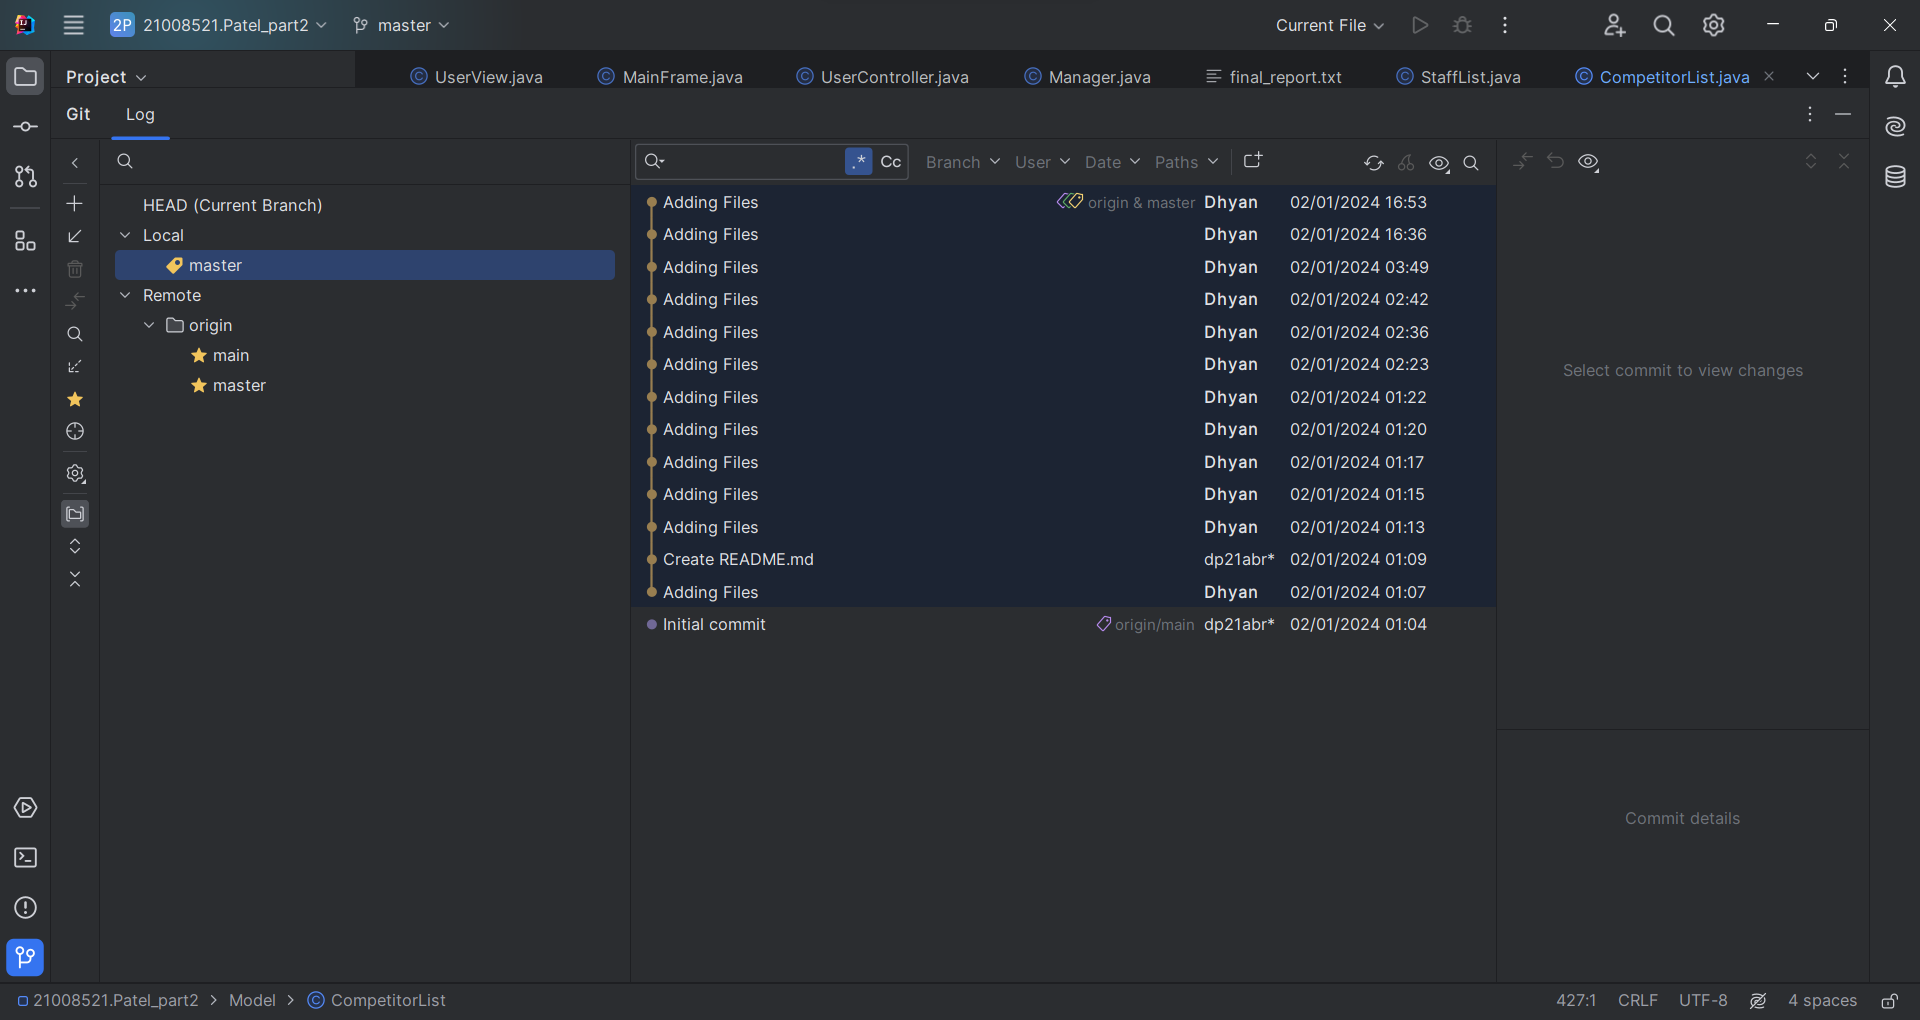 2P 21008521.Patel_part2 master Current File
Project UserView.java MainFrame.java UserController.java Manager.java final_report.txt StaffList.java CompetitorList.java
Git Log
.* Cc Branch User Date Paths
HEAD (Current Branch)
Local
master
Remote
origin
main
master
Adding Files origin & master Dhyan 02/01/2024 16:53
Adding Files Dhyan 02/01/2024 16:36
Adding Files Dhyan 02/01/2024 03:49
Adding Files Dhyan 02/01/2024 02:42
Adding Files Dhyan 02/01/2024 02:36
Adding Files Dhyan 02/01/2024 02:23
Adding Files Dhyan 02/01/2024 01:22
Adding Files Dhyan 02/01/2024 01:20
Adding Files Dhyan 02/01/2024 01:17
Adding Files Dhyan 02/01/2024 01:15
Adding Files Dhyan 02/01/2024 01:13
Create README.md dp21abr* 02/01/2024 01:09
Adding Files Dhyan 02/01/2024 01:07
Initial commit origin/main dp21abr* 02/01/2024 01:04
Select commit to view changes
Commit details
21008521.Patel_part2 > Model > CompetitorList 427:1 CRLF UTF-8 4 spaces